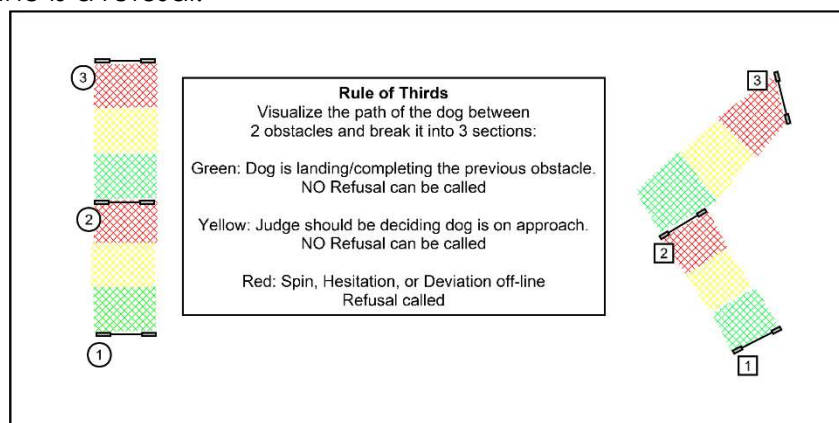 is a refusal.
3
2
1
Rule of Thirds
Visualize the path of the dog between
2 obstacles and break it into 3 sections:
Green: Dog is landing/completing the previous obstacle.
NO Refusal can be called
Yellow: Judge should be deciding dog is on approach.
NO Refusal can be called
Red: Spin, Hesitation, or Deviation off-line
Refusal called
3
2
1